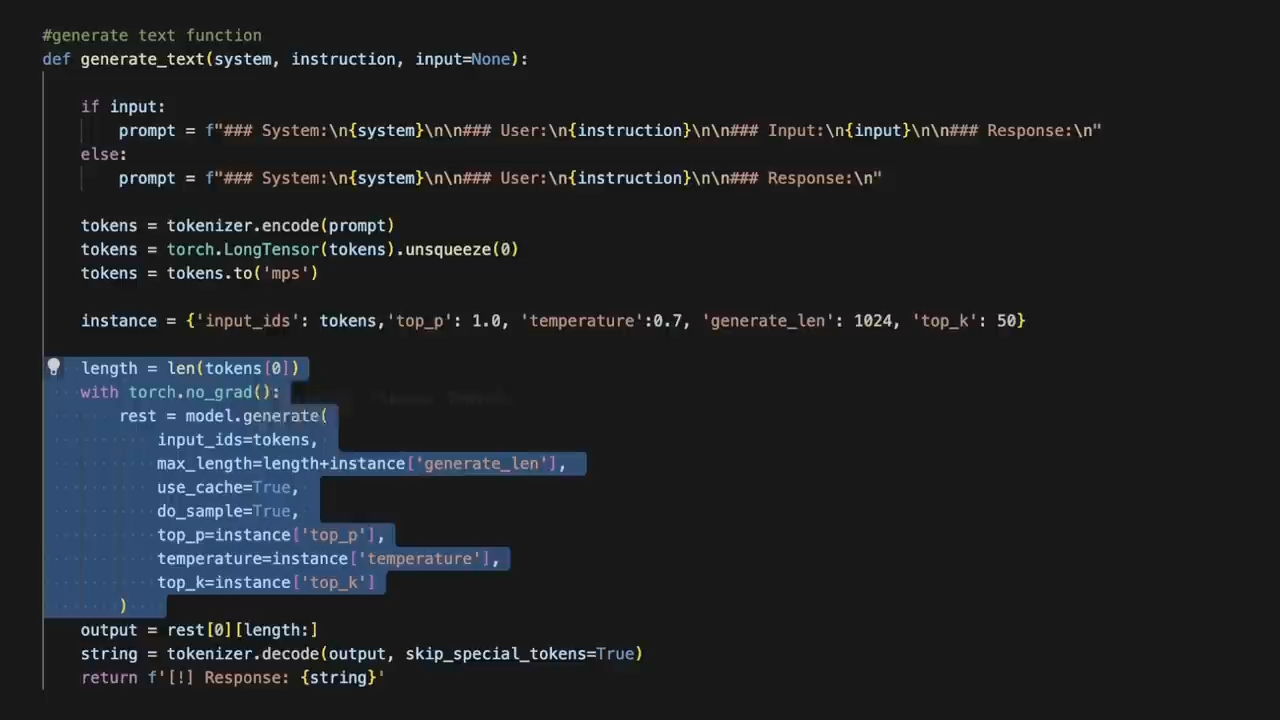 #generate text function
def generate_text(system, instruction, input=None):
if input:
prompt = f"### System:\n{system}\n\n### User:\n{instruction}\n\n### Input:\n{input}\n\n### Response:\n"
else:
prompt = f"### System:\n{system}\n\n### User:\n{instruction}\n\n### Response:\n"
tokens = tokenizer.encode(prompt)
tokens = torch.LongTensor(tokens).unsqueeze(0)
tokens = tokens.to('mps')
instance = {'input_ids': tokens,'top_p': 1.0, 'temperature':0.7, 'generate_len': 1024, 'top_k': 50}
length = len(tokens[0])
with torch.no_grad():
rest = model.generate(
input_ids=tokens,
max_length=length+instance['generate_len'],
use_cache=True,
do_sample=True,
top_p=instance['top_p'],
temperature=instance['temperature'],
top_k=instance['top_k']
)
output = rest[0][length:]
string = tokenizer.decode(output, skip_special_tokens=True)
return f'[!] Response: {string}'